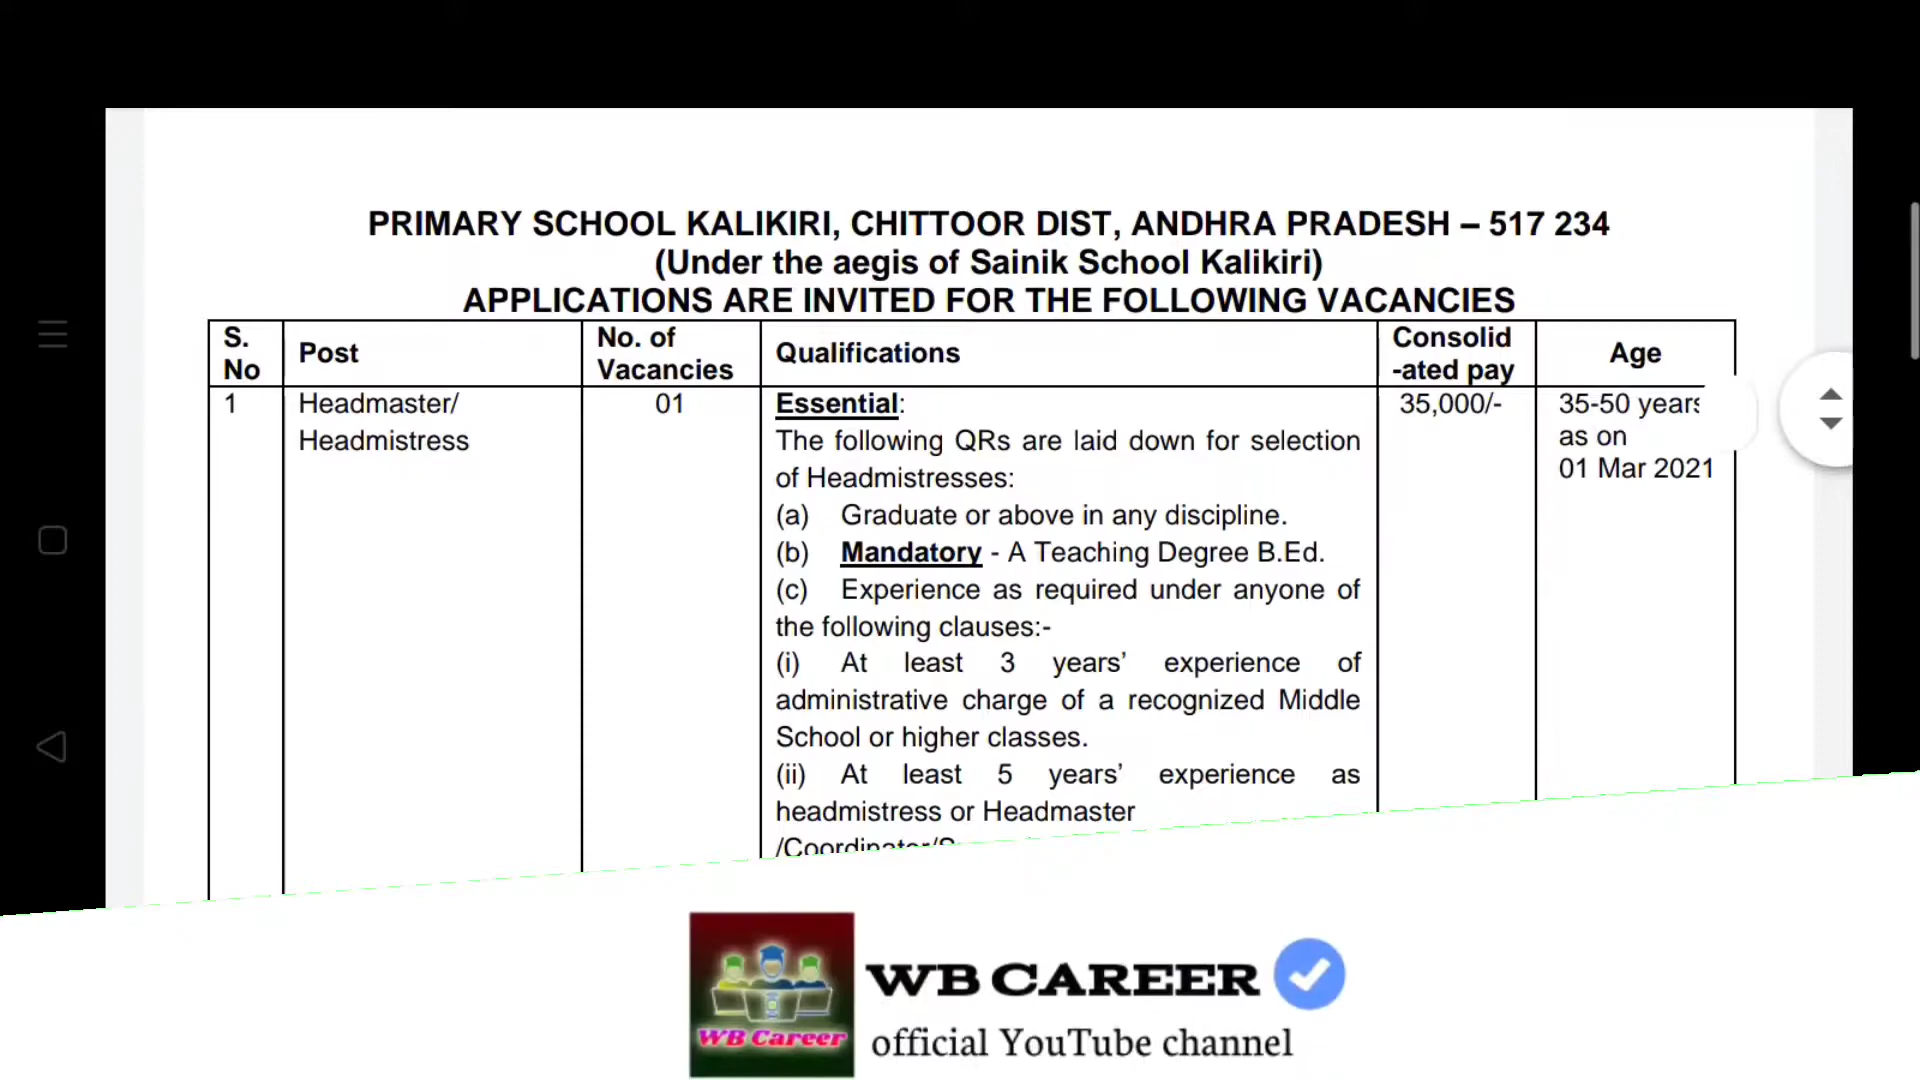 PRIMARY SCHOOL KALIKIRI, CHITTOOR DIST, ANDHRA PRADESH – 517 234
(Under the aegis of Sainik School Kalikiri)
APPLICATIONS ARE INVITED FOR THE FOLLOWING VACANCIES
S. No
Post
No. of Vacancies
Qualifications
Consolid -ated pay
Age
1
Headmaster/
Headmistress
01
Essential:
The following QRs are laid down for selection
of Headmistresses:
(a) Graduate or above in any discipline.
(b) Mandatory - A Teaching Degree B.Ed.
(c) Experience as required under anyone of
the following clauses:-
(i) At least 3 years’ experience of
administrative charge of a recognized Middle
School or higher classes.
(ii) At least 5 years’ experience as
headmistress or Headmaster
/Coordinator/
35,000/-
35-50 years
as on
01 Mar 2021
WB Career
WB CAREER
official YouTube channel